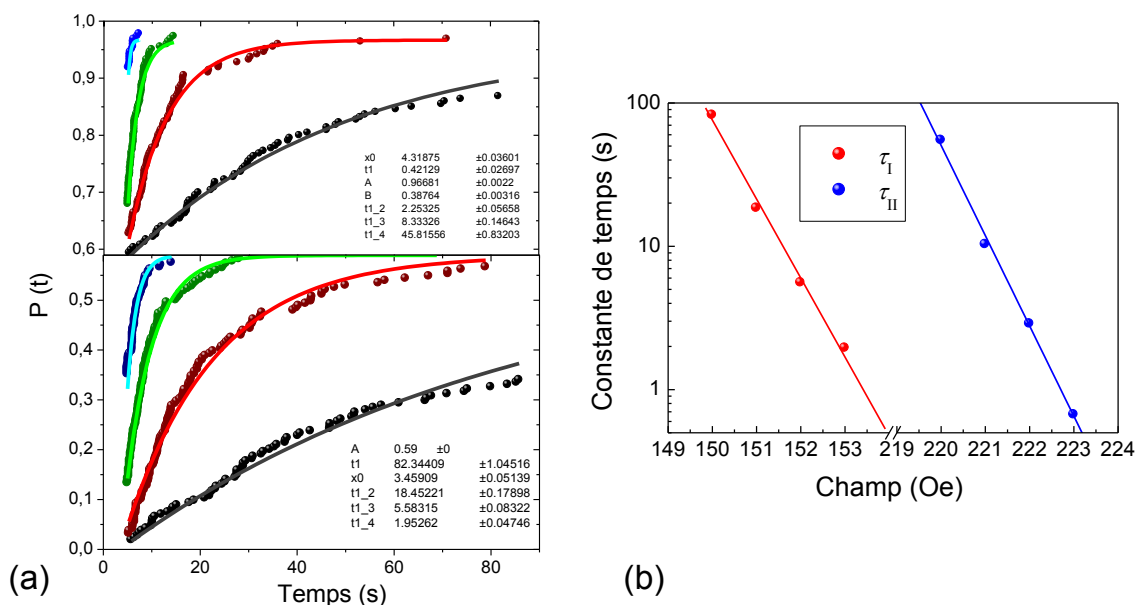 1,0
0,9
0,8
0,7
0,6
x0 4.31875 ±0.03601
t1 0.42129 ±0.02697
A 0.96681 ±0.0022
B 0.38764 ±0.00316
t1_2 2.25325 ±0.05658
t1_3 8.33326 ±0.14643
t1_4 45.81556 ±0.83203
P (t)
0,5
0,4
0,3
0,2
0,1
0,0
A 0.59 ±0
t1 82.34409 ±1.04516
x0 3.45909 ±0.05139
t1_2 18.45221 ±0.17898
t1_3 5.58315 ±0.08322
t1_4 1.95262 ±0.04746
0 20 40 60 80
Temps (s)
(a)
Constante de temps (s)
100
10
1
τI
τII
149 150 151 152 153 219 220 221 222 223 224
Champ (Oe)
(b)